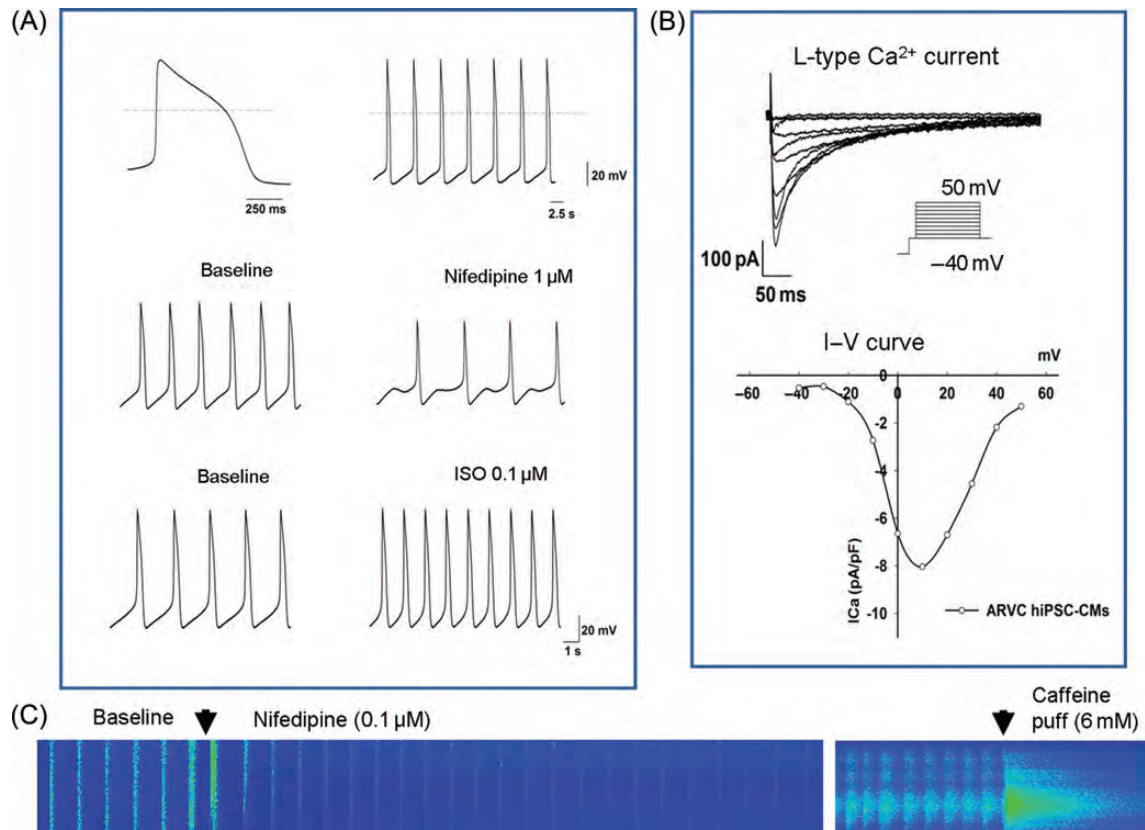 (A)
20 mV
250 ms
2.5 s
Baseline
Nifedipine 1 µM
Baseline
ISO 0.1 µM
20 mV
1 s
(B)
L-type Ca²⁺ current
50 mV
100 pA
−40 mV
50 ms
I–V curve
mV
−60 −40 −20 0 20 40 60
0
-2
-4
-6
-8
-10
ICa (pA/pF)
ARVC hiPSC-CMs
(C)
Baseline
Nifedipine (0.1 µM)
Caffeine
puff (6 mM)